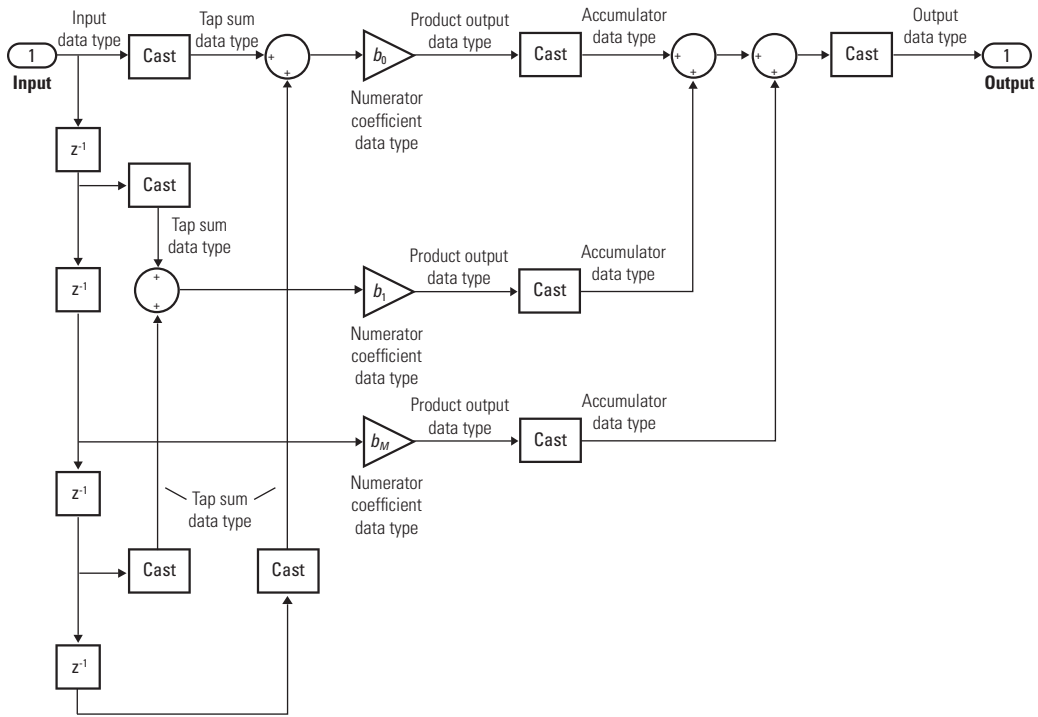 Input
data type
Tap sum
data type
Product output
data type
Accumulator
data type
Output
data type
1
Input
Cast
+
+
b₀
Cast
+
+
+
+
Cast
1
Output
Numerator
coefficient
data type
z⁻¹
Cast
Tap sum
data type
Product output
data type
Accumulator
data type
z⁻¹
+
+
b₁
Cast
Numerator
coefficient
data type
Product output
data type
Accumulator
data type
b_M
Cast
Numerator
coefficient
data type
z⁻¹
Tap sum
data type
Cast
Cast
z⁻¹